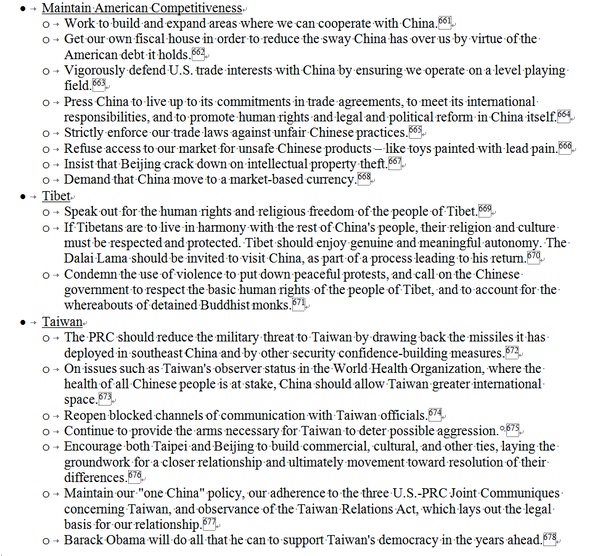 Maintain American Competitiveness
Work to build and expand areas where we can cooperate with China.661
Get our own fiscal house in order to reduce the sway China has over us by virtue of the
American debt it holds.662
Vigorously defend U.S. trade interests with China by ensuring we operate on a level playing
field.663
Press China to live up to its commitments in trade agreements, to meet its international
responsibilities, and to promote human rights and legal and political reform in China itself.664
Strictly enforce our trade laws against unfair Chinese practices.665
Refuse access to our market for unsafe Chinese products – like toys painted with lead pain.666
Insist that Beijing crack down on intellectual property theft.667
Demand that China move to a market-based currency.668
Tibet
Speak out for the human rights and religious freedom of the people of Tibet.669
If Tibetans are to live in harmony with the rest of China's people, their religion and culture
must be respected and protected. Tibet should enjoy genuine and meaningful autonomy. The
Dalai Lama should be invited to visit China, as part of a process leading to his return.670
Condemn the use of violence to put down peaceful protests, and call on the Chinese
government to respect the basic human rights of the people of Tibet, and to account for the
whereabouts of detained Buddhist monks.671
Taiwan
The PRC should reduce the military threat to Taiwan by drawing back the missiles it has
deployed in southeast China and by other security confidence-building measures.672
On issues such as Taiwan's observer status in the World Health Organization, where the
health of all Chinese people is at stake, China should allow Taiwan greater international
space.673
Reopen blocked channels of communication with Taiwan officials.674
Continue to provide the arms necessary for Taiwan to deter possible aggression.675
Encourage both Taipei and Beijing to build commercial, cultural, and other ties, laying the
groundwork for a closer relationship and ultimately movement toward resolution of their
differences.676
Maintain our "one China" policy, our adherence to the three U.S.-PRC Joint Communiques
concerning Taiwan, and observance of the Taiwan Relations Act, which lays out the legal
basis for our relationship.677
Barack Obama will do all that he can to support Taiwan's democracy in the years ahead.678